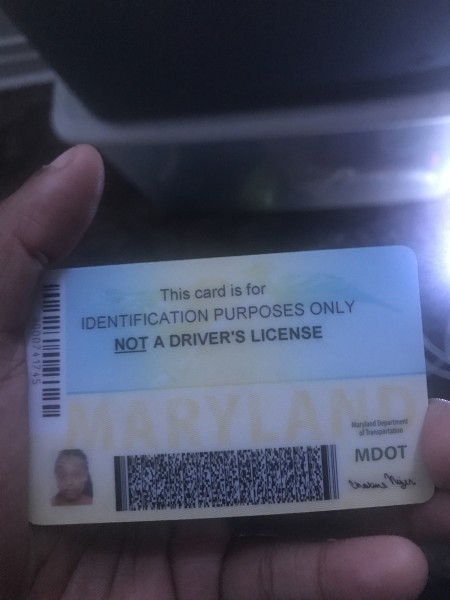 This card is for
IDENTIFICATION PURPOSES ONLY
NOT A DRIVER'S LICENSE
MARYLAND
Maryland Department
of Transportation
MDOT